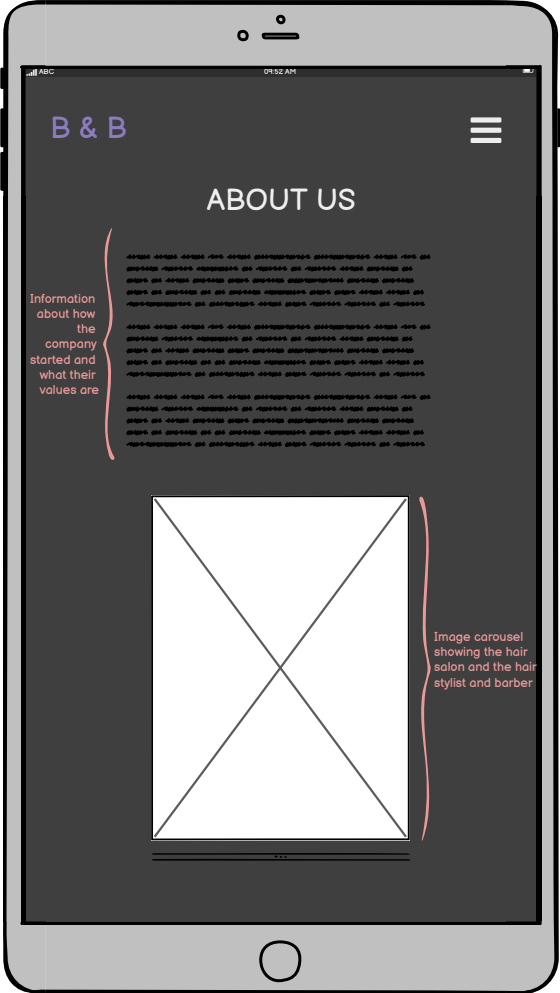 ABC 09:52 AM
B & B
ABOUT US
Information
about how
the
company
started and
what their
values are
Image carousel
showing the hair
salon and the hair
stylist and barber